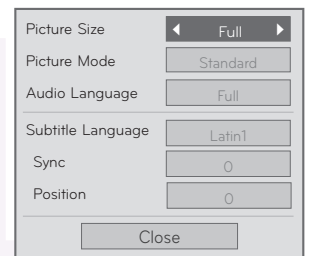 Picture Size ◀ Full ▶
Picture Mode Standard
Audio Language Full
Subtitle Language Latin1
Sync 0
Position 0
Close